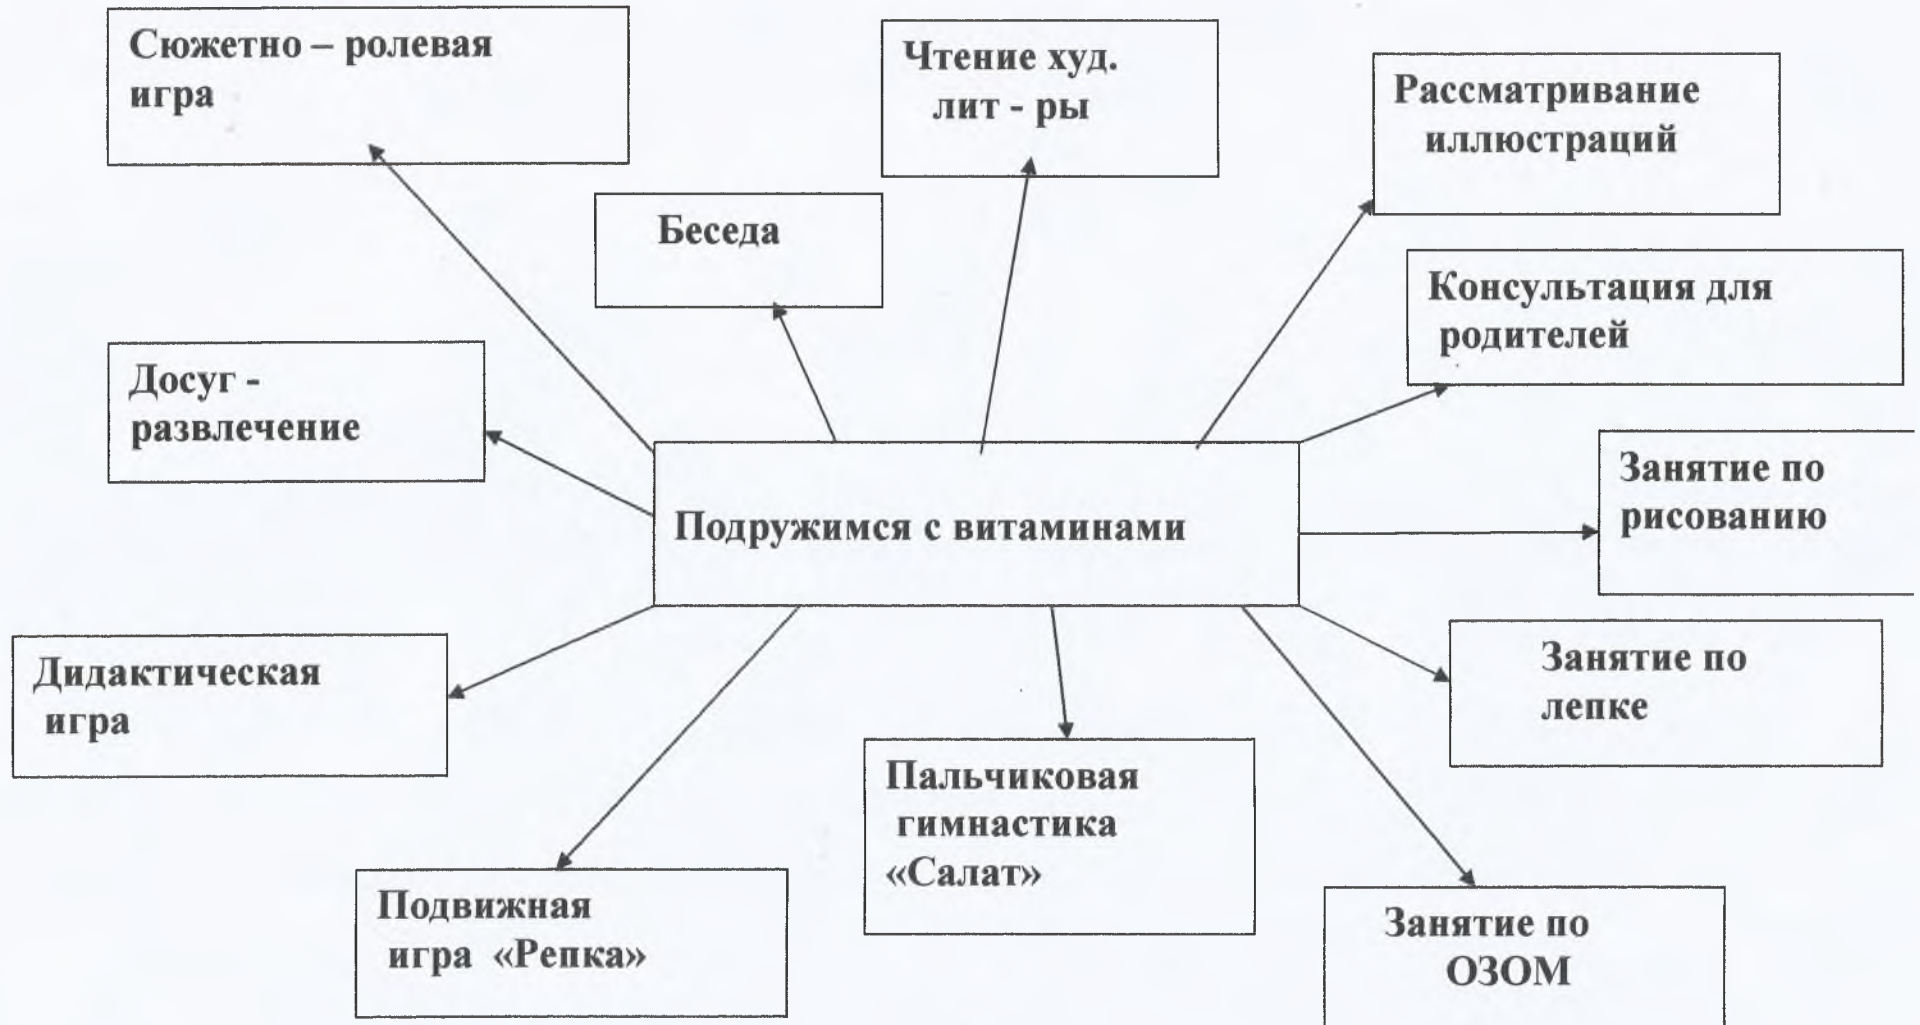 Сюжетно – ролевая
игра
Чтение худ.
лит - ры
Рассматривание
иллюстраций
Беседа
Консультация для
родителей
Досуг -
развлечение
Занятие по
рисованию
Подружимся с витаминами
Дидактическая
игра
Занятие по
лепке
Пальчиковая
гимнастика
«Салат»
Подвижная
игра «Репка»
Занятие по
ОЗОМ